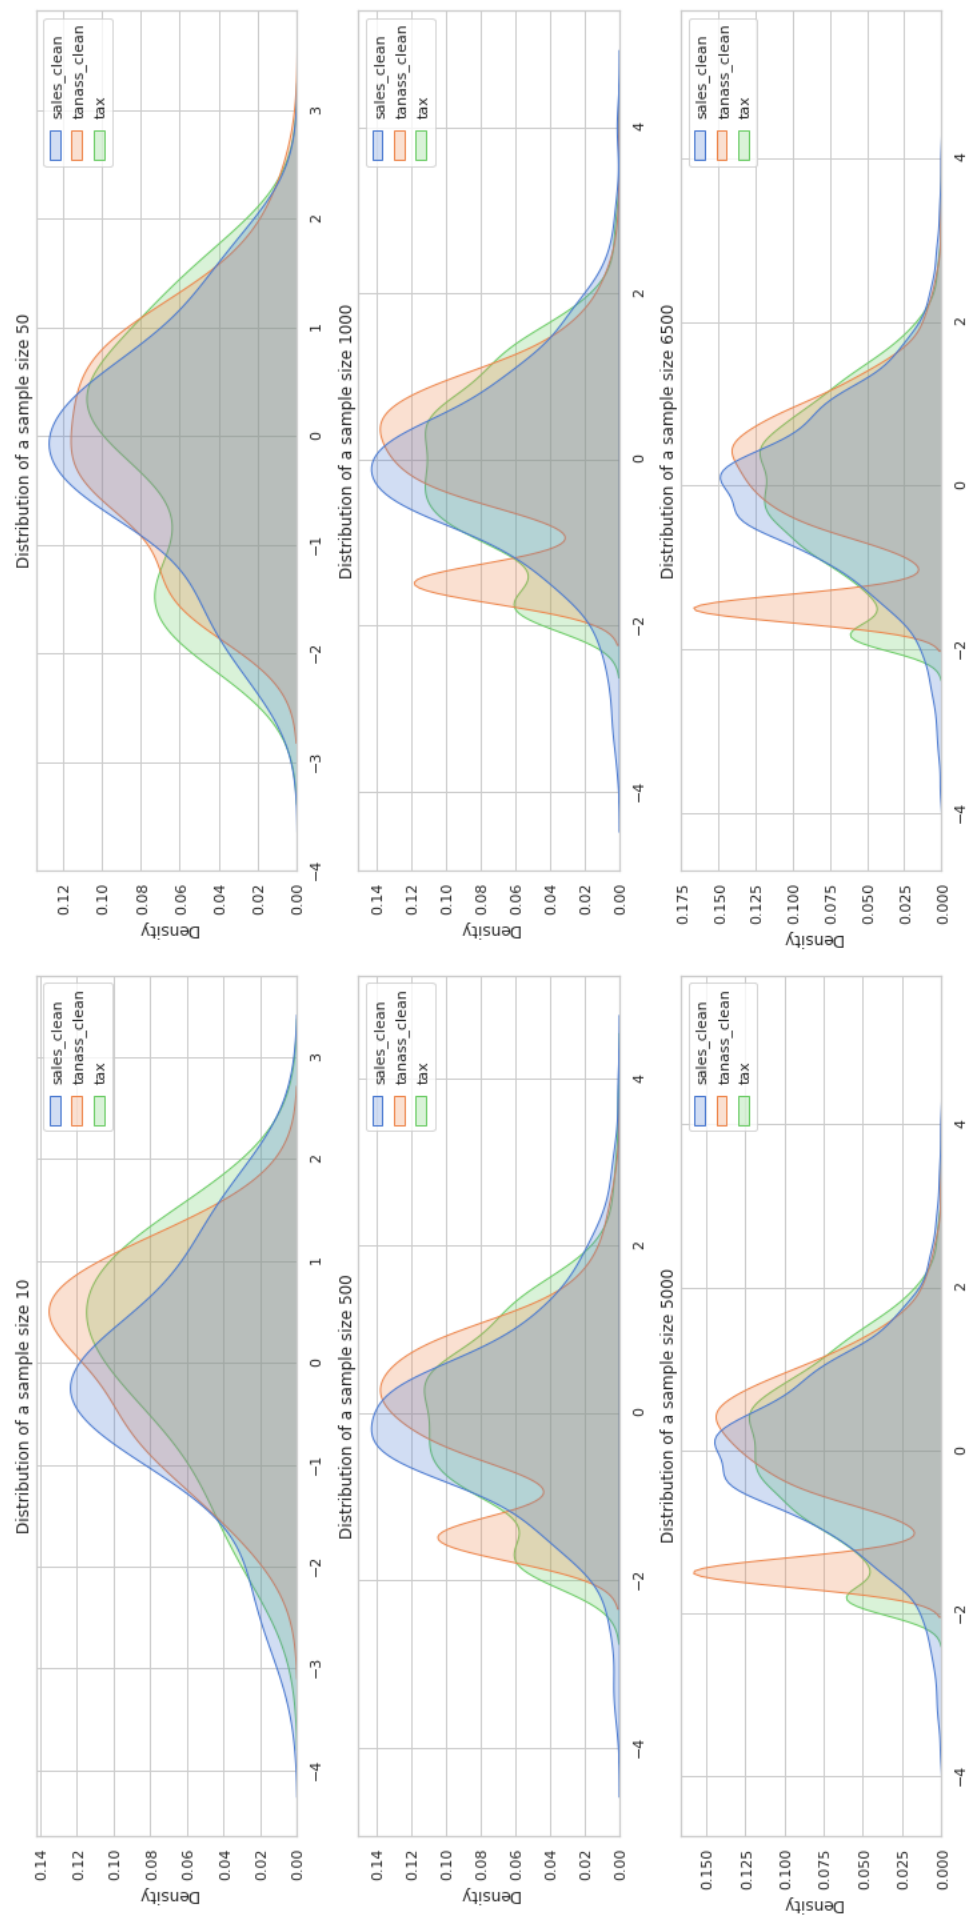 Distribution of a sample size 10
sales_clean
tanass_clean
tax
0.14
0.12
0.10
0.08
0.06
0.04
0.02
0.00
Density
−4 −3 −2 −1 0 1 2 3
Distribution of a sample size 50
sales_clean
tanass_clean
tax
0.12
0.10
0.08
0.06
0.04
0.02
0.00
Density
−4 −3 −2 −1 0 1 2 3
Distribution of a sample size 500
sales_clean
tanass_clean
tax
0.14
0.12
0.10
0.08
0.06
0.04
0.02
0.00
Density
−4 −2 0 2 4
Distribution of a sample size 1000
sales_clean
tanass_clean
tax
0.14
0.12
0.10
0.08
0.06
0.04
0.02
0.00
Density
−4 −2 0 2 4
Distribution of a sample size 5000
sales_clean
tanass_clean
tax
0.150
0.125
0.100
0.075
0.050
0.025
0.000
Density
−4 −2 0 2 4
Distribution of a sample size 6500
sales_clean
tanass_clean
tax
0.175
0.150
0.125
0.100
0.075
0.050
0.025
0.000
Density
−4 −2 0 2 4